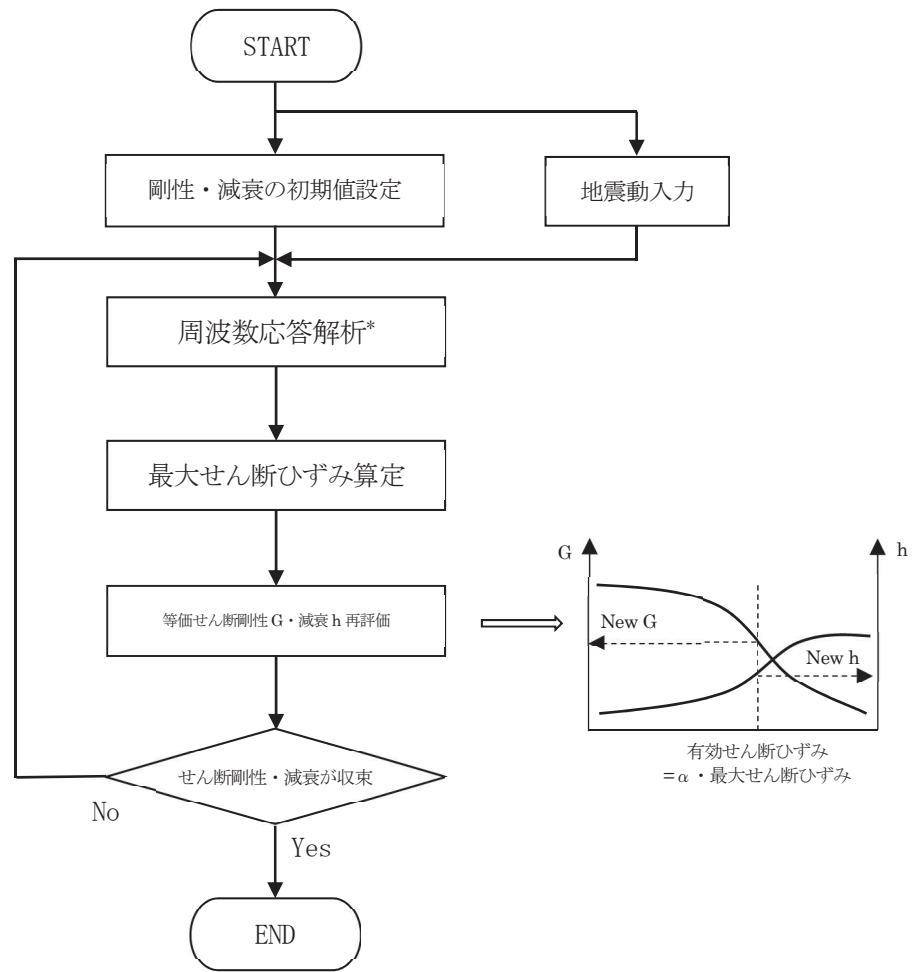 START
剛性・減衰の初期値設定
地震動入力
周波数応答解析*
最大せん断ひずみ算定
等価せん断剛性 G・減衰 h 再評価
G
h
New G
New h
有効せん断ひずみ
=α・最大せん断ひずみ
せん断剛性・減衰が収束
No
Yes
END